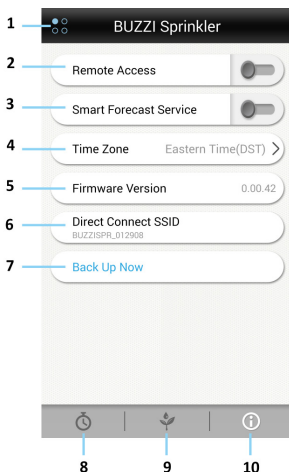 1 BUZZI Sprinkler
2 Remote Access
3 Smart Forecast Service
4 Time Zone Eastern Time(DST)
5 Firmware Version 0.00.42
6 Direct Connect SSID
BUZZISPR_012908
7 Back Up Now
8 9 10